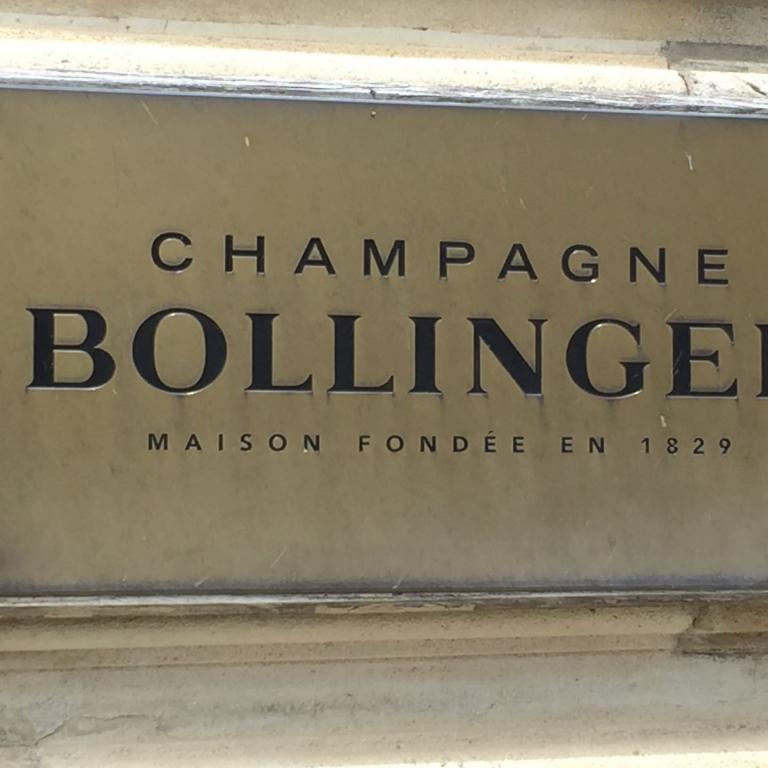 CHAMPAGNE
BOLLINGE
MAISON FONDÉE EN 1829